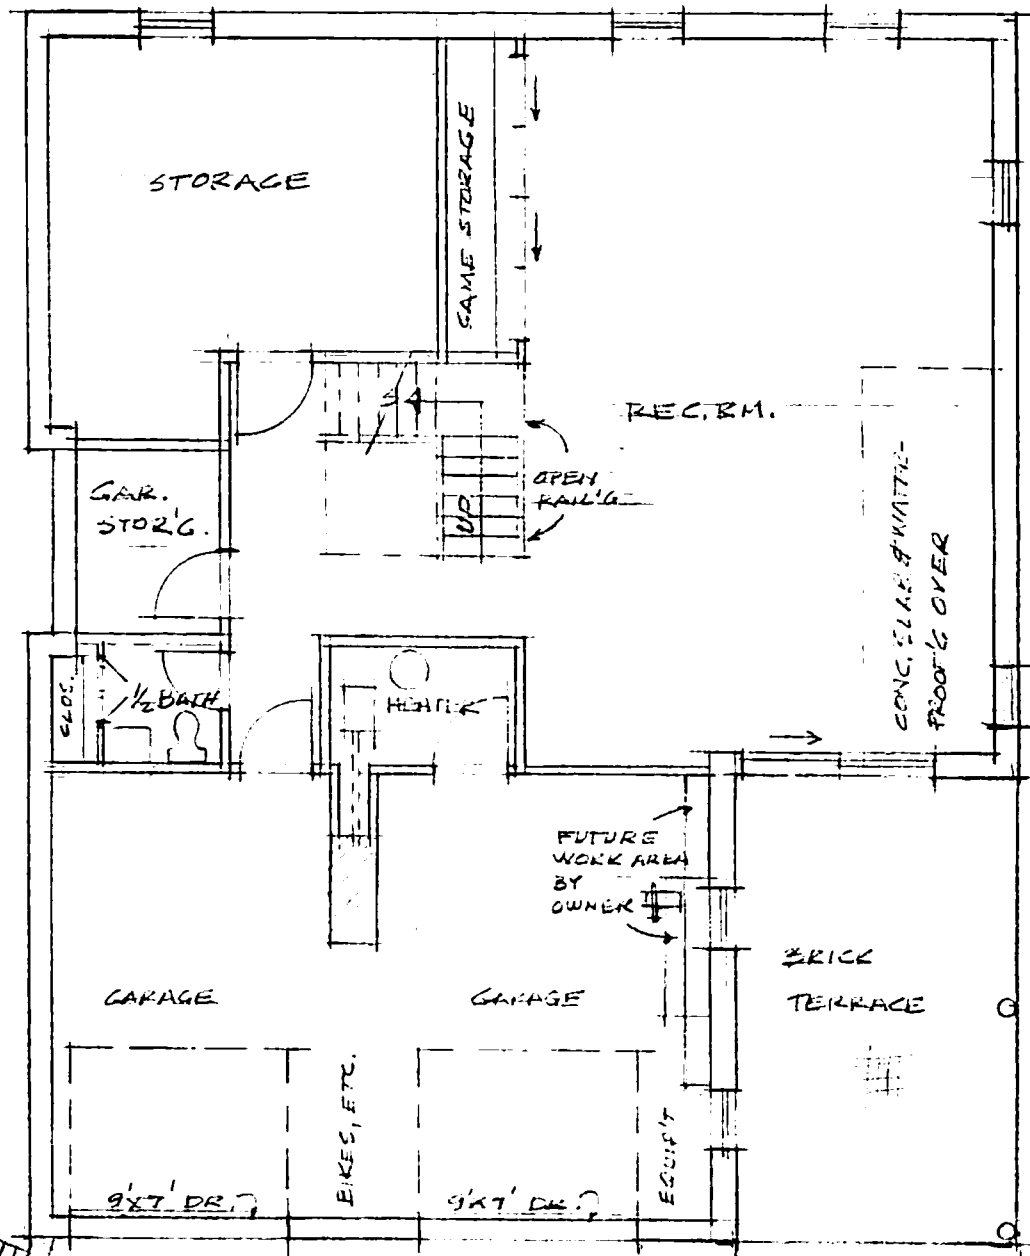 STORAGE
GAME STORAGE
REC. RM.
OPEN
RAIL'G
UP
GAR.
STOR'G.
CONC. SLAB & WATER-
PROOF'G OVER
CLOS.
1/2 BATH
HEATER
FUTURE
WORK AREA
BY
OWNER
BRICK
TERRACE
GARAGE
GARAGE
BIKES, ETC.
EQUIP'T
9'X7' DR.
9'X7' DR.